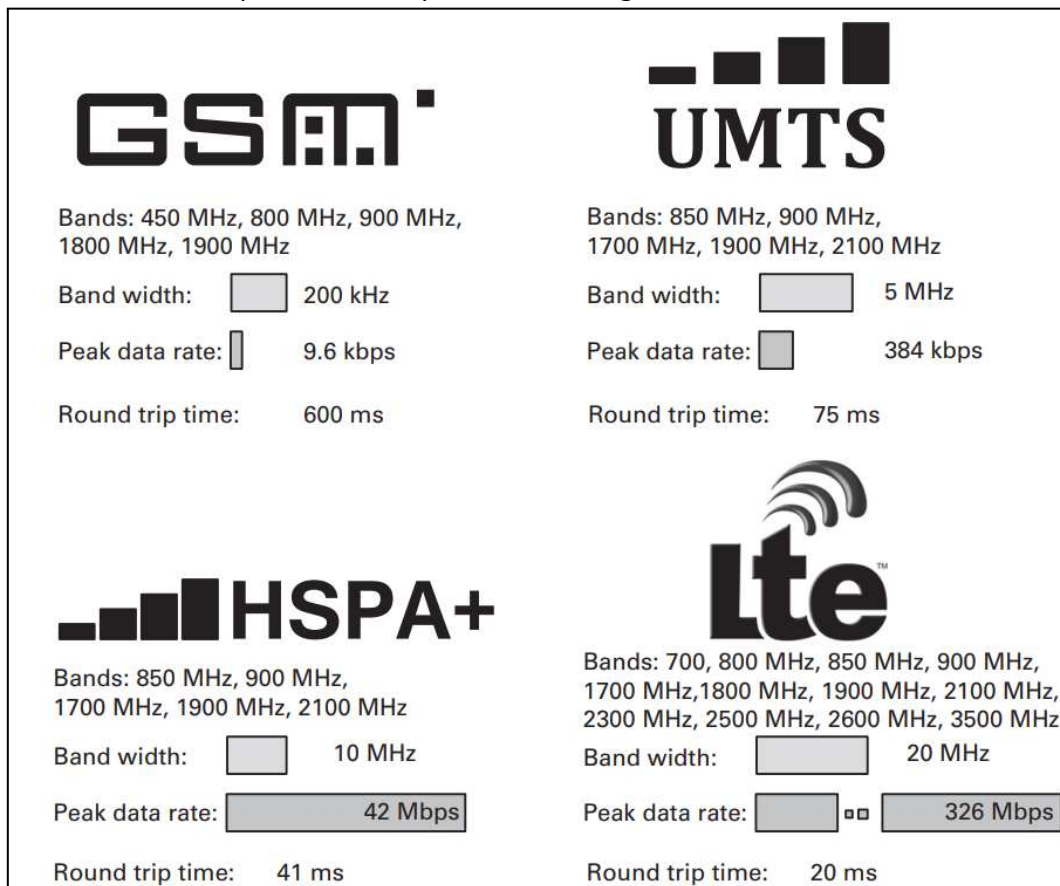 GSM
Bands: 450 MHz, 800 MHz, 900 MHz,
1800 MHz, 1900 MHz
Band width: 200 kHz
Peak data rate: 9.6 kbps
Round trip time: 600 ms
UMTS
Bands: 850 MHz, 900 MHz,
1700 MHz, 1900 MHz, 2100 MHz
Band width: 5 MHz
Peak data rate: 384 kbps
Round trip time: 75 ms
HSPA+
Bands: 850 MHz, 900 MHz,
1700 MHz, 1900 MHz, 2100 MHz
Band width: 10 MHz
Peak data rate: 42 Mbps
Round trip time: 41 ms
Lte™
Bands: 700, 800 MHz, 850 MHz, 900 MHz,
1700 MHz,1800 MHz, 1900 MHz, 2100 MHz,
2300 MHz, 2500 MHz, 2600 MHz, 3500 MHz
Band width: 20 MHz
Peak data rate: 326 Mbps
Round trip time: 20 ms